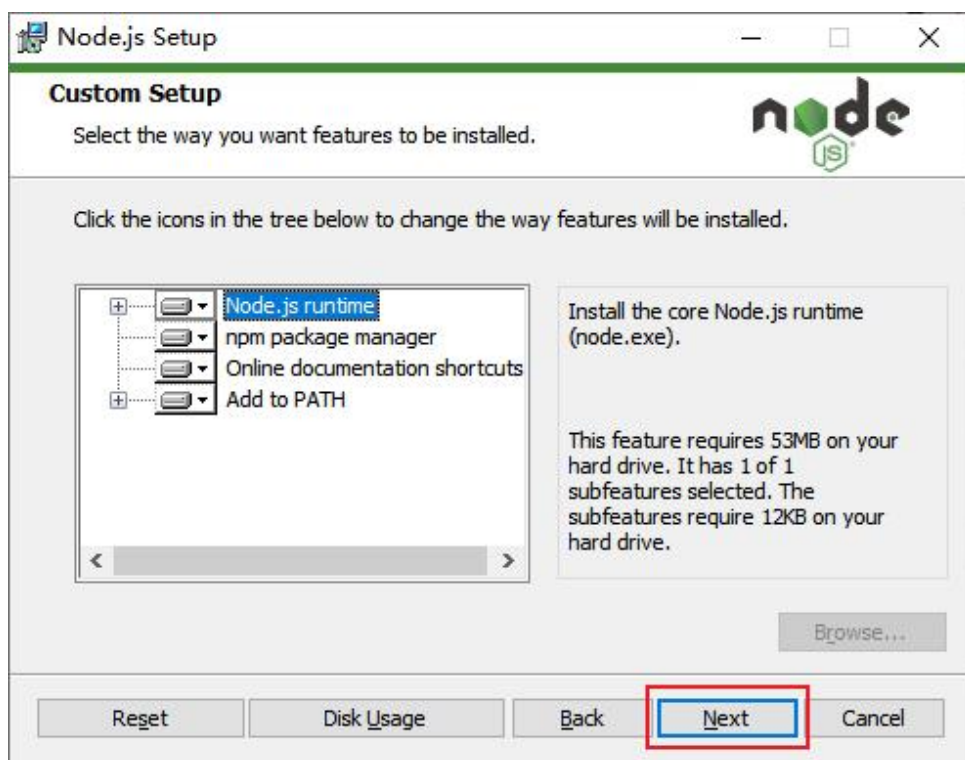 Node.js Setup
Custom Setup
Select the way you want features to be installed.
node
JS
Click the icons in the tree below to change the way features will be installed.
Node.js runtime
npm package manager
Online documentation shortcuts
Add to PATH
Install the core Node.js runtime
(node.exe).
This feature requires 53MB on your
hard drive. It has 1 of 1
subfeatures selected. The
subfeatures require 12KB on your
hard drive.
Browse...
Reset
Disk Usage
Back
Next
Cancel